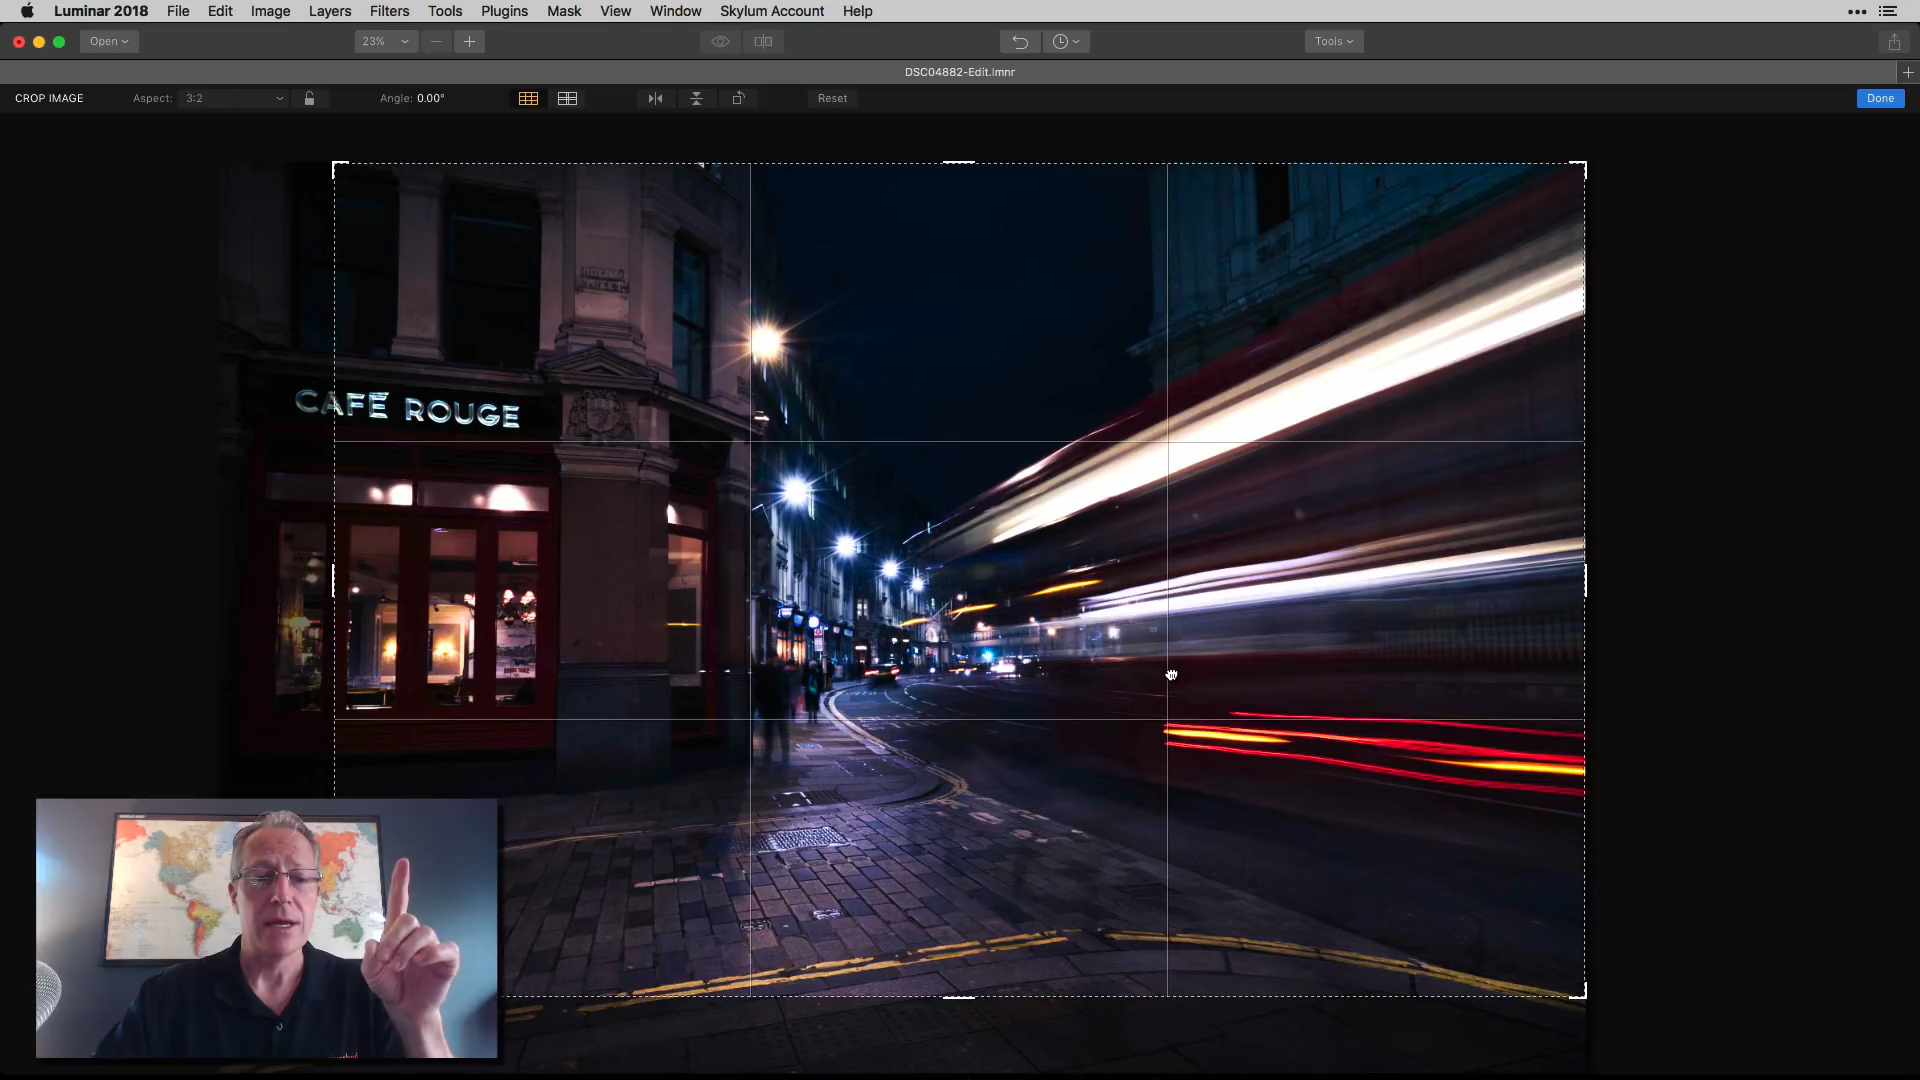 Luminar 2018 File Edit Image Layers Filters Tools Plugins Mask View Window Skylum Account Help
Open 23% Tools
DSC04882-Edit.lmnr
CROP IMAGE Aspect: 3:2 Angle: 0.00° Reset Done
CAFÉ ROUGE